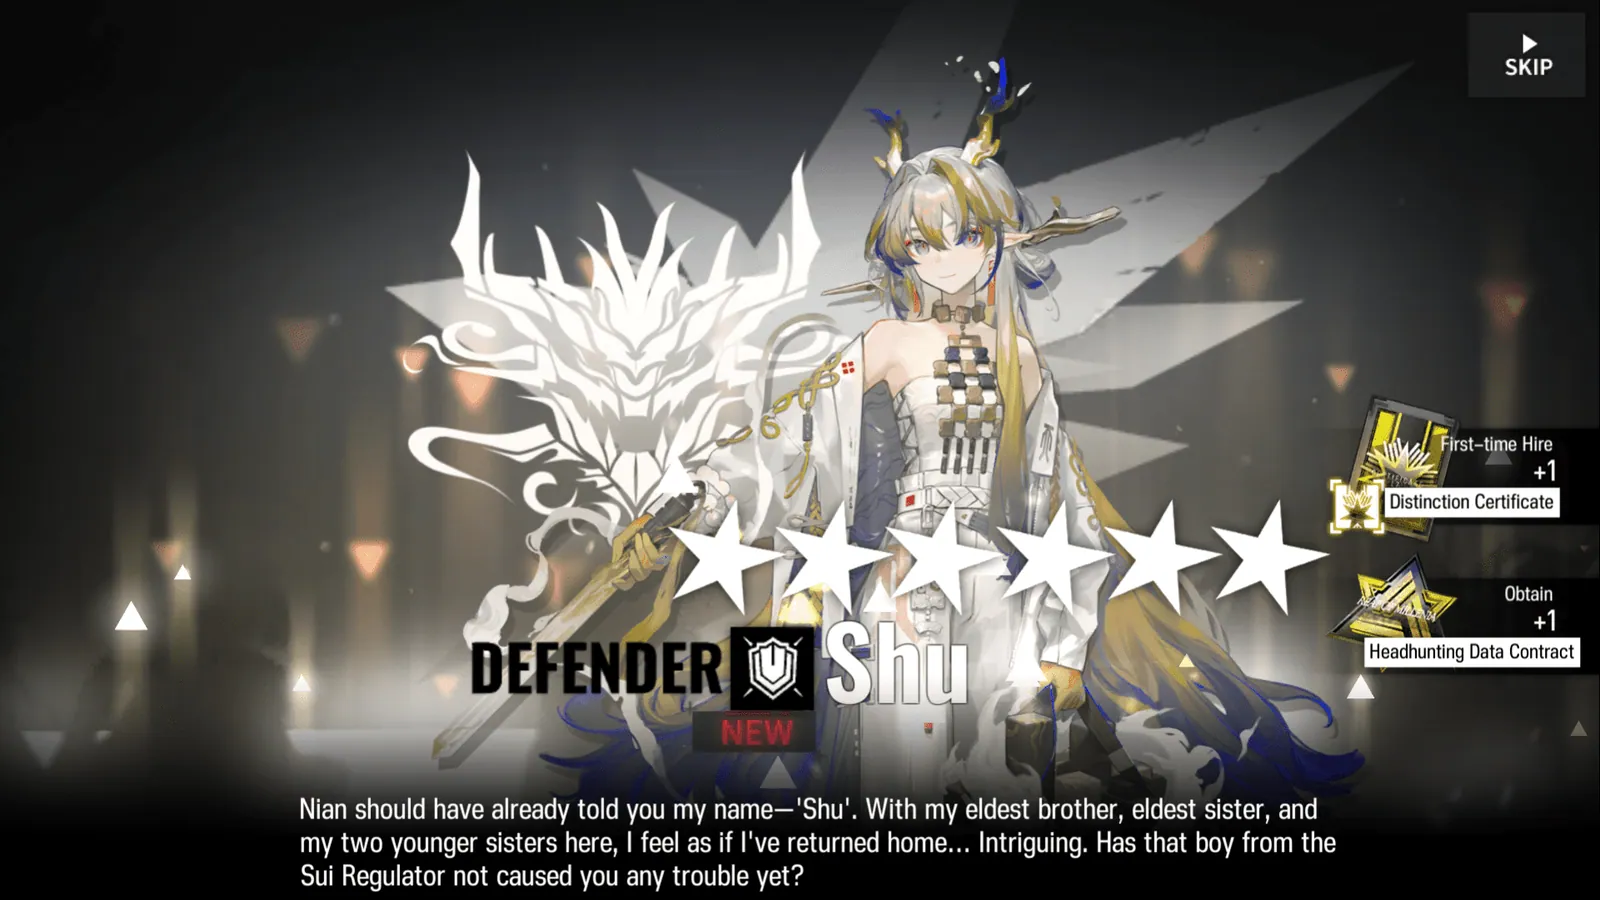 SKIP
First-time Hire
+1
Distinction Certificate
Obtain
+1
Headhunting Data Contract
DEFENDER Shu
NEW
Nian should have already told you my name—'Shu'. With my eldest brother, eldest sister, and
my two younger sisters here, I feel as if I've returned home... Intriguing. Has that boy from the
Sui Regulator not caused you any trouble yet?